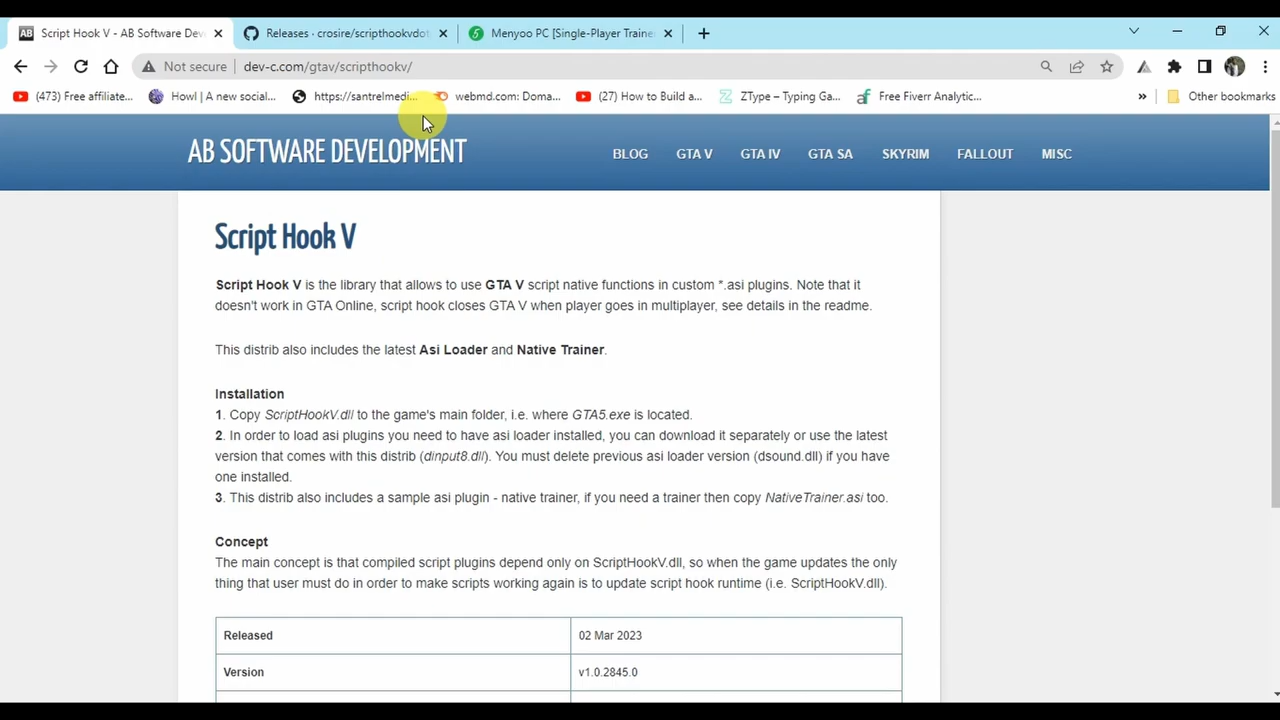 Script Hook V - AB Software Deve
Releases · crosire/scripthookvdot
Menyoo PC [Single-Player Traine
Not secure
dev-c.com/gtav/scripthookv/
(473) Free affiliate...
Howl | A new social...
https://santrelmedi...
webmd.com: Doma...
(27) How to Build a...
ZType – Typing Ga...
Free Fiverr Analytic...
»
Other bookmarks
AB SOFTWARE DEVELOPMENT
BLOG
GTA V
GTA IV
GTA SA
SKYRIM
FALLOUT
MISC
Script Hook V
Script Hook V is the library that allows to use GTA V script native functions in custom *.asi plugins. Note that it
doesn't work in GTA Online, script hook closes GTA V when player goes in multiplayer, see details in the readme.
This distrib also includes the latest Asi Loader and Native Trainer.
Installation
1. Copy ScriptHookV.dll to the game's main folder, i.e. where GTA5.exe is located.
2. In order to load asi plugins you need to have asi loader installed, you can download it separately or use the latest
version that comes with this distrib (dinput8.dll). You must delete previous asi loader version (dsound.dll) if you have
one installed.
3. This distrib also includes a sample asi plugin - native trainer, if you need a trainer then copy NativeTrainer.asi too.
Concept
The main concept is that compiled script plugins depend only on ScriptHookV.dll, so when the game updates the only
thing that user must do in order to make scripts working again is to update script hook runtime (i.e. ScriptHookV.dll).
Released
02 Mar 2023
Version
v1.0.2845.0